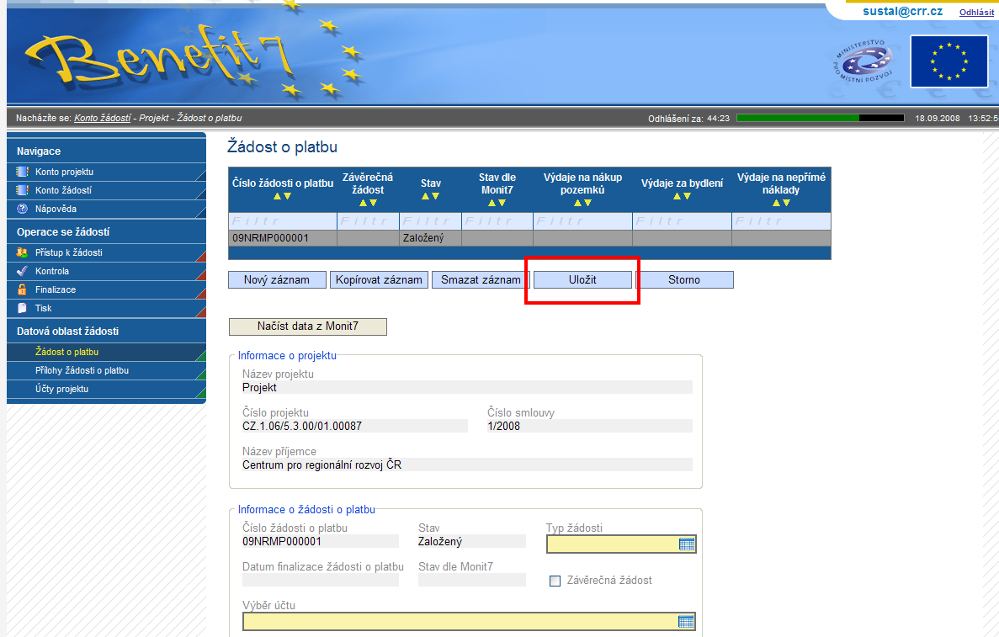 sustal@crr.cz Odhlásit
Benefit 7
MINISTERSTVO PRO MÍSTNÍ ROZVOJ
Nacházíte se: Konto žádostí - Projekt - Žádost o platbu
Odhlášení za: 44:23
18.09.2008 13:52:5
Navigace
Konto projektu
Konto žádostí
Nápověda
Operace se žádostí
Přístup k žádosti
Kontrola
Finalizace
Tisk
Datová oblast žádosti
Žádost o platbu
Přílohy žádosti o platbu
Účty projektu
Žádost o platbu
Číslo žádosti o platbu
Závěrečná žádost
Stav
Stav dle Monit7
Výdaje na nákup pozemků
Výdaje za bydlení
Výdaje na nepřímé náklady
Filtr Filtr Filtr Filtr Filtr Filtr Filtr
09NRMP000001 Založený
Nový záznam Kopírovat záznam Smazat záznam Uložit Storno
Načíst data z Monit7
Informace o projektu
Název projektu
Projekt
Číslo projektu Číslo smlouvy
CZ.1.06/5.3.00/01.00087 1/2008
Název příjemce
Centrum pro regionální rozvoj ČR
Informace o žádosti o platbu
Číslo žádosti o platbu Stav Typ žádosti
09NRMP000001 Založený
Datum finalizace žádosti o platbu Stav dle Monit7
Závěrečná žádost
Výběr účtu